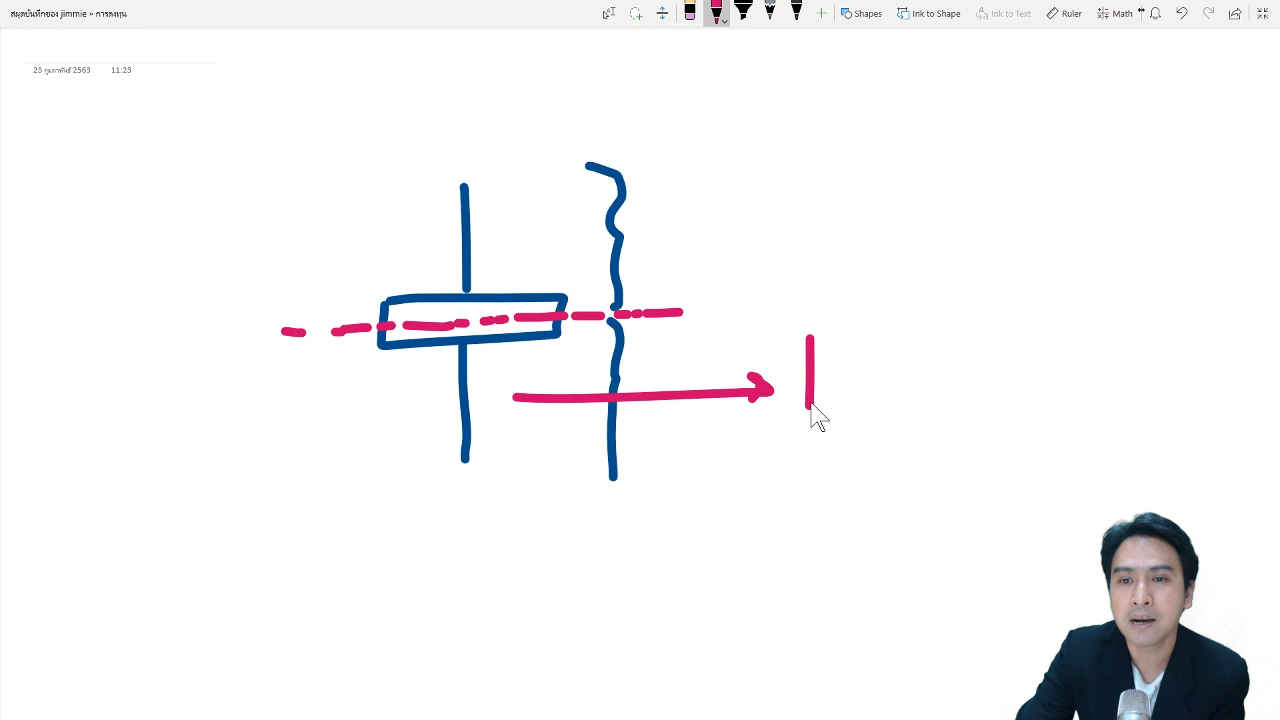 สมุดบันทึกของ jimmie » การลงทุน
Shapes Ink to Shape Ink to Text Ruler Math
23 กุมภาพันธ์ 2563 11:23